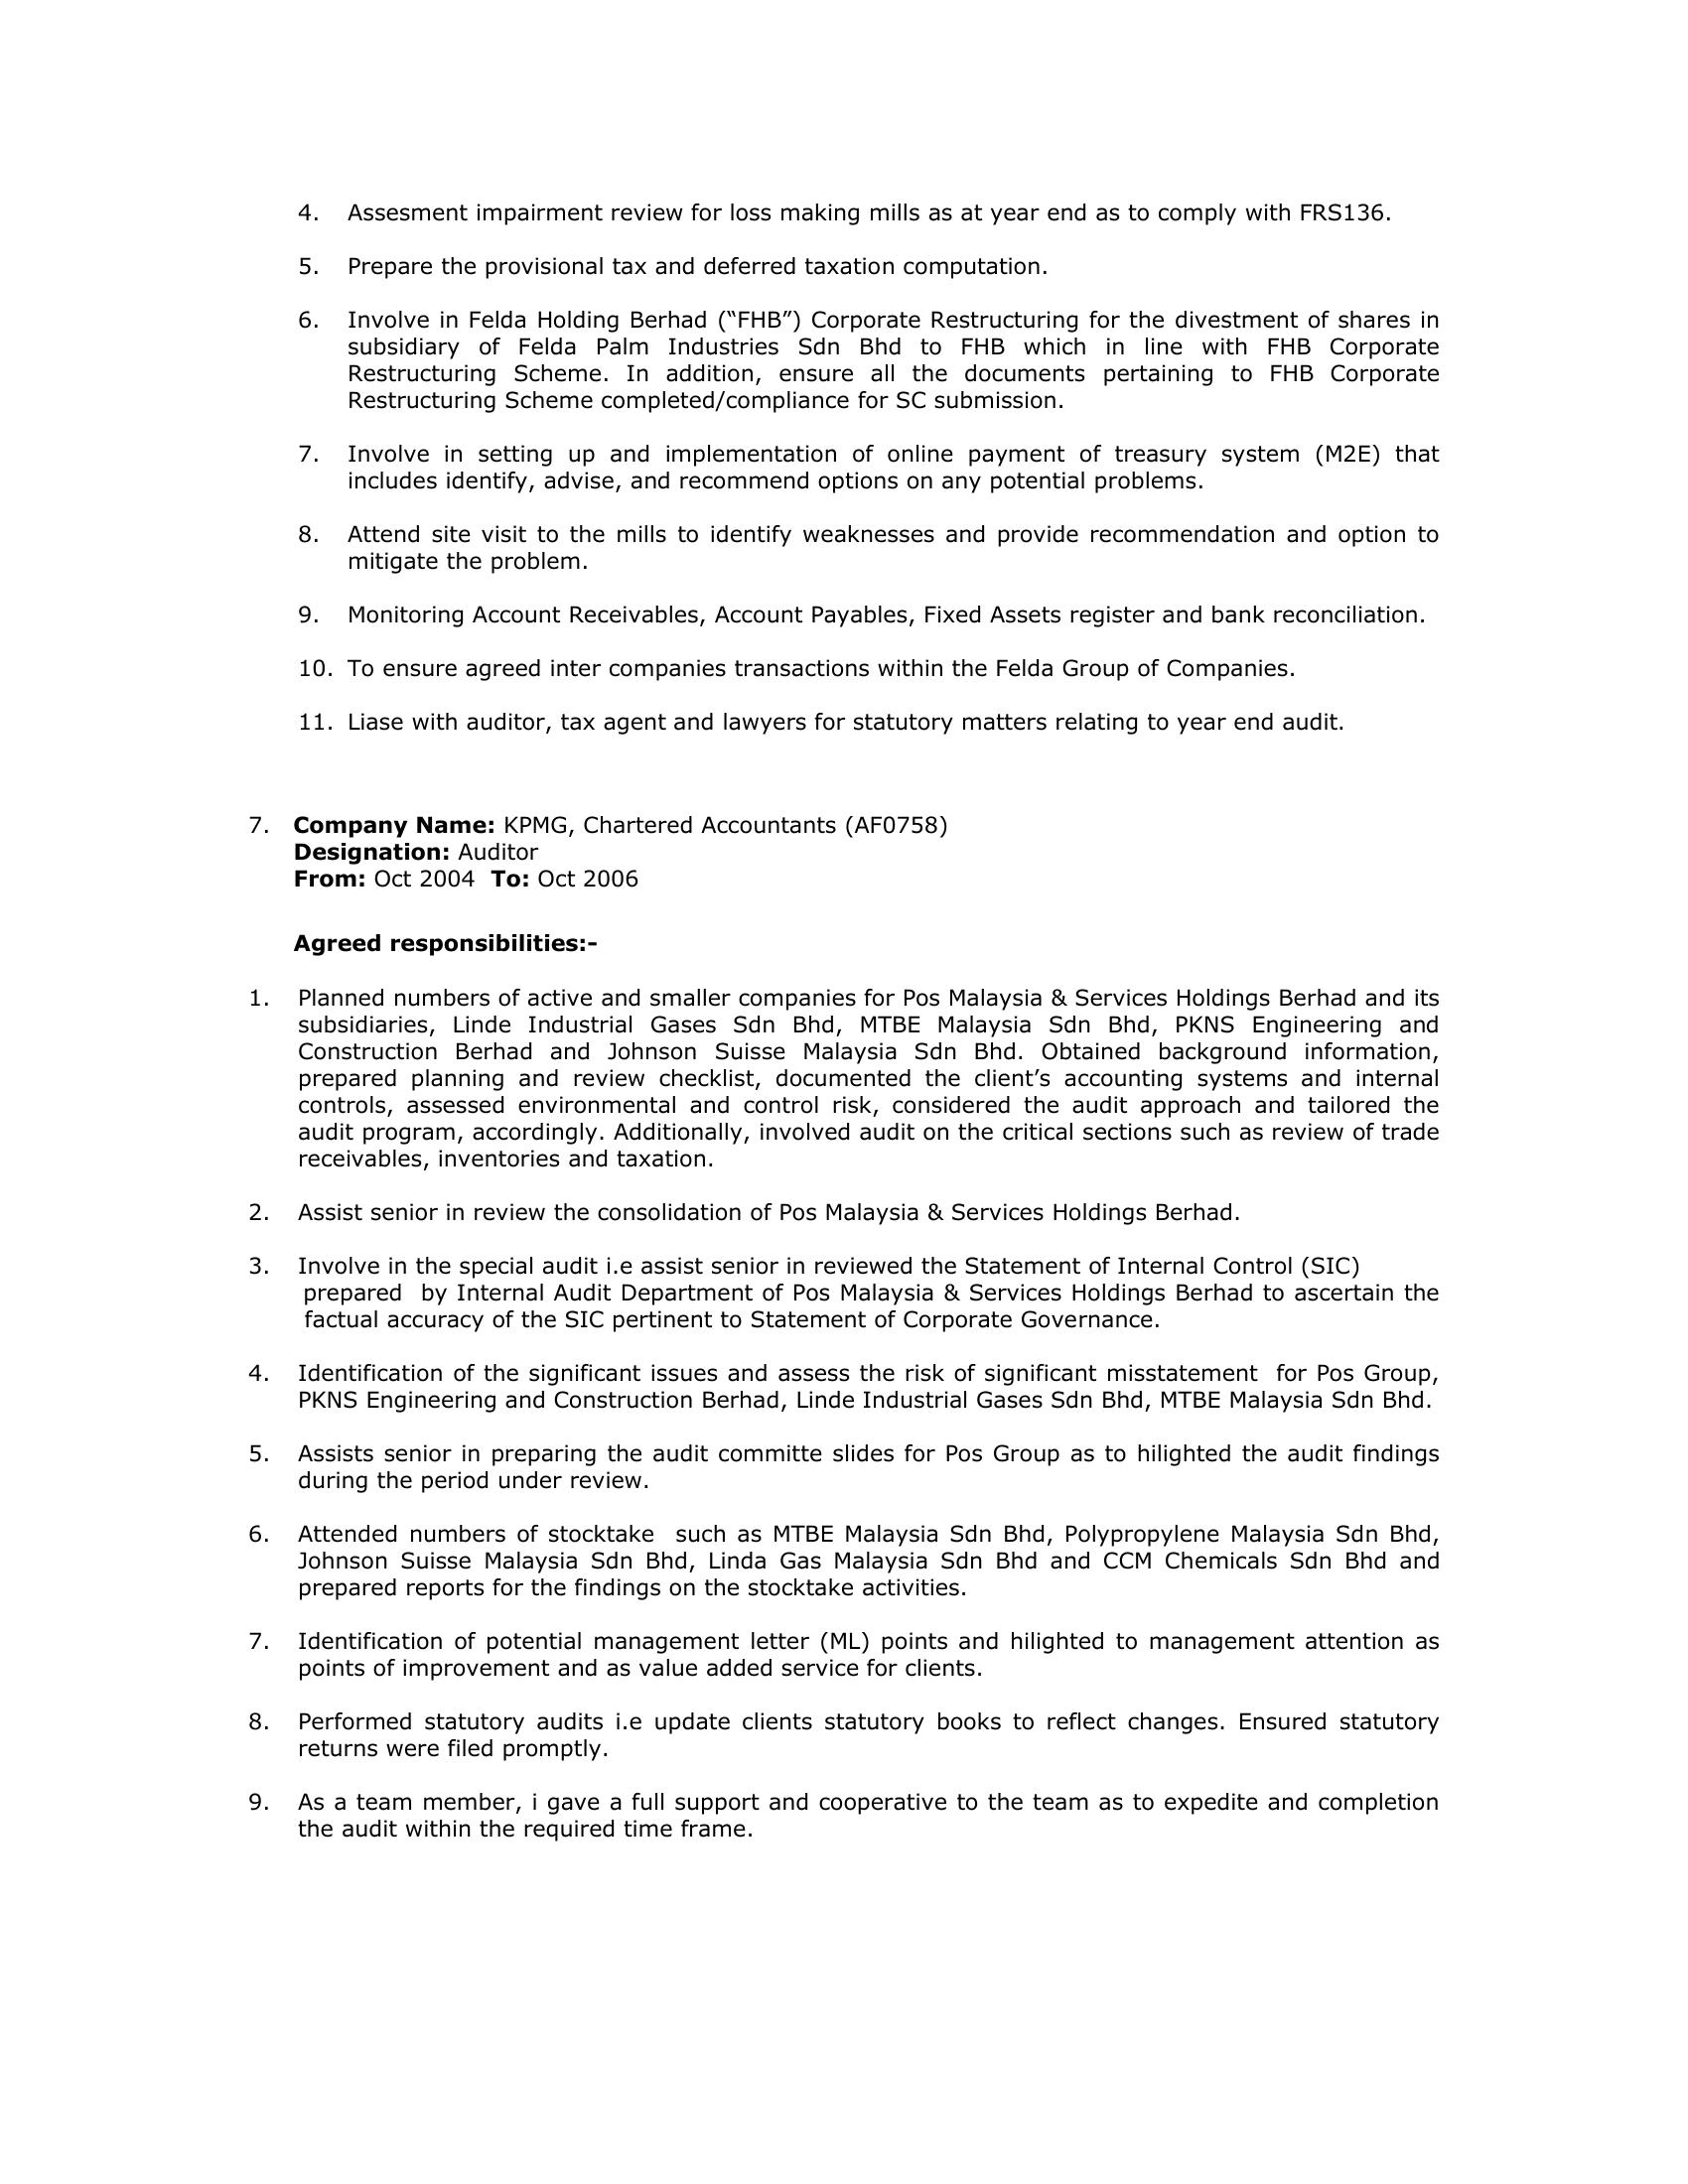 4. Assesment impairment review for loss making mills as at year end as to comply with FRS136.
5. Prepare the provisional tax and deferred taxation computation.
6. Involve in Felda Holding Berhad (“FHB”) Corporate Restructuring for the divestment of shares in
subsidiary of Felda Palm Industries Sdn Bhd to FHB which in line with FHB Corporate
Restructuring Scheme. In addition, ensure all the documents pertaining to FHB Corporate
Restructuring Scheme completed/compliance for SC submission.
7. Involve in setting up and implementation of online payment of treasury system (M2E) that
includes identify, advise, and recommend options on any potential problems.
8. Attend site visit to the mills to identify weaknesses and provide recommendation and option to
mitigate the problem.
9. Monitoring Account Receivables, Account Payables, Fixed Assets register and bank reconciliation.
10. To ensure agreed inter companies transactions within the Felda Group of Companies.
11. Liase with auditor, tax agent and lawyers for statutory matters relating to year end audit.
7. Company Name: KPMG, Chartered Accountants (AF0758)
Designation: Auditor
From: Oct 2004 To: Oct 2006
Agreed responsibilities:-
1. Planned numbers of active and smaller companies for Pos Malaysia & Services Holdings Berhad and its
subsidiaries, Linde Industrial Gases Sdn Bhd, MTBE Malaysia Sdn Bhd, PKNS Engineering and
Construction Berhad and Johnson Suisse Malaysia Sdn Bhd. Obtained background information,
prepared planning and review checklist, documented the client’s accounting systems and internal
controls, assessed environmental and control risk, considered the audit approach and tailored the
audit program, accordingly. Additionally, involved audit on the critical sections such as review of trade
receivables, inventories and taxation.
2. Assist senior in review the consolidation of Pos Malaysia & Services Holdings Berhad.
3. Involve in the special audit i.e assist senior in reviewed the Statement of Internal Control (SIC)
prepared by Internal Audit Department of Pos Malaysia & Services Holdings Berhad to ascertain the
factual accuracy of the SIC pertinent to Statement of Corporate Governance.
4. Identification of the significant issues and assess the risk of significant misstatement for Pos Group,
PKNS Engineering and Construction Berhad, Linde Industrial Gases Sdn Bhd, MTBE Malaysia Sdn Bhd.
5. Assists senior in preparing the audit committe slides for Pos Group as to hilighted the audit findings
during the period under review.
6. Attended numbers of stocktake such as MTBE Malaysia Sdn Bhd, Polypropylene Malaysia Sdn Bhd,
Johnson Suisse Malaysia Sdn Bhd, Linda Gas Malaysia Sdn Bhd and CCM Chemicals Sdn Bhd and
prepared reports for the findings on the stocktake activities.
7. Identification of potential management letter (ML) points and hilighted to management attention as
points of improvement and as value added service for clients.
8. Performed statutory audits i.e update clients statutory books to reflect changes. Ensured statutory
returns were filed promptly.
9. As a team member, i gave a full support and cooperative to the team as to expedite and completion
the audit within the required time frame.